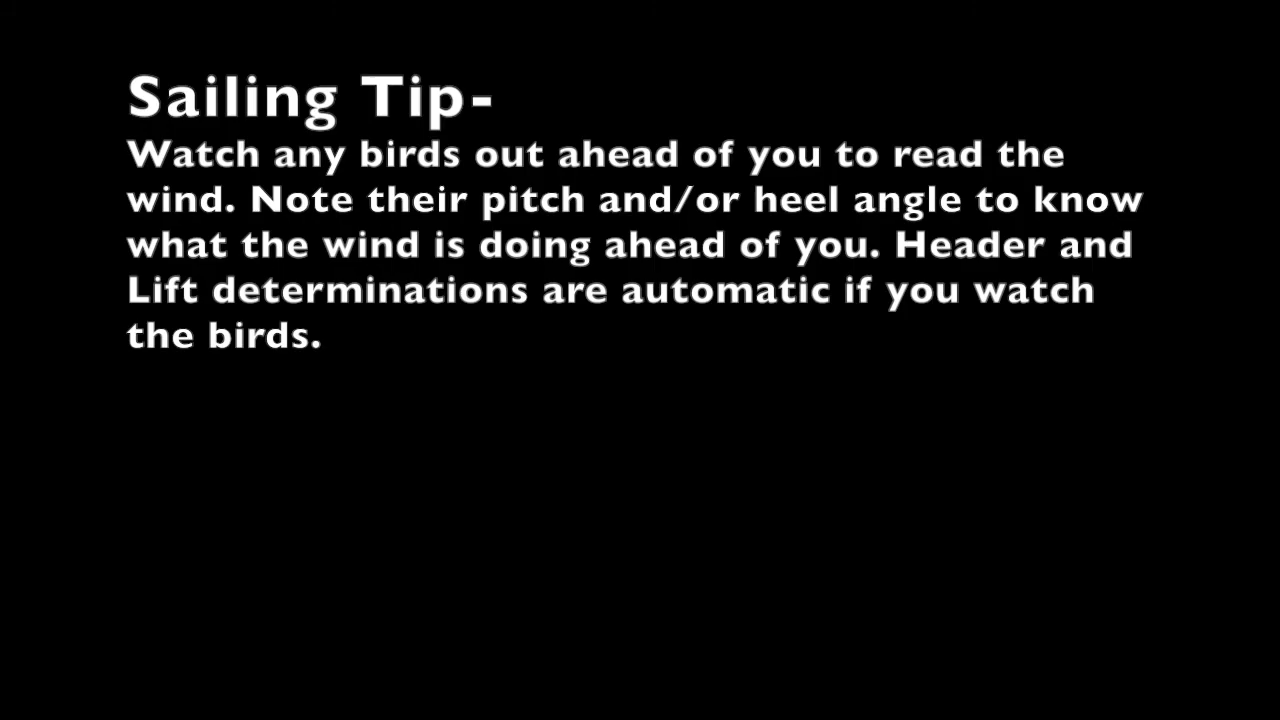 Sailing Tip-
Watch any birds out ahead of you to read the
wind. Note their pitch and/or heel angle to know
what the wind is doing ahead of you. Header and
Lift determinations are automatic if you watch
the birds.